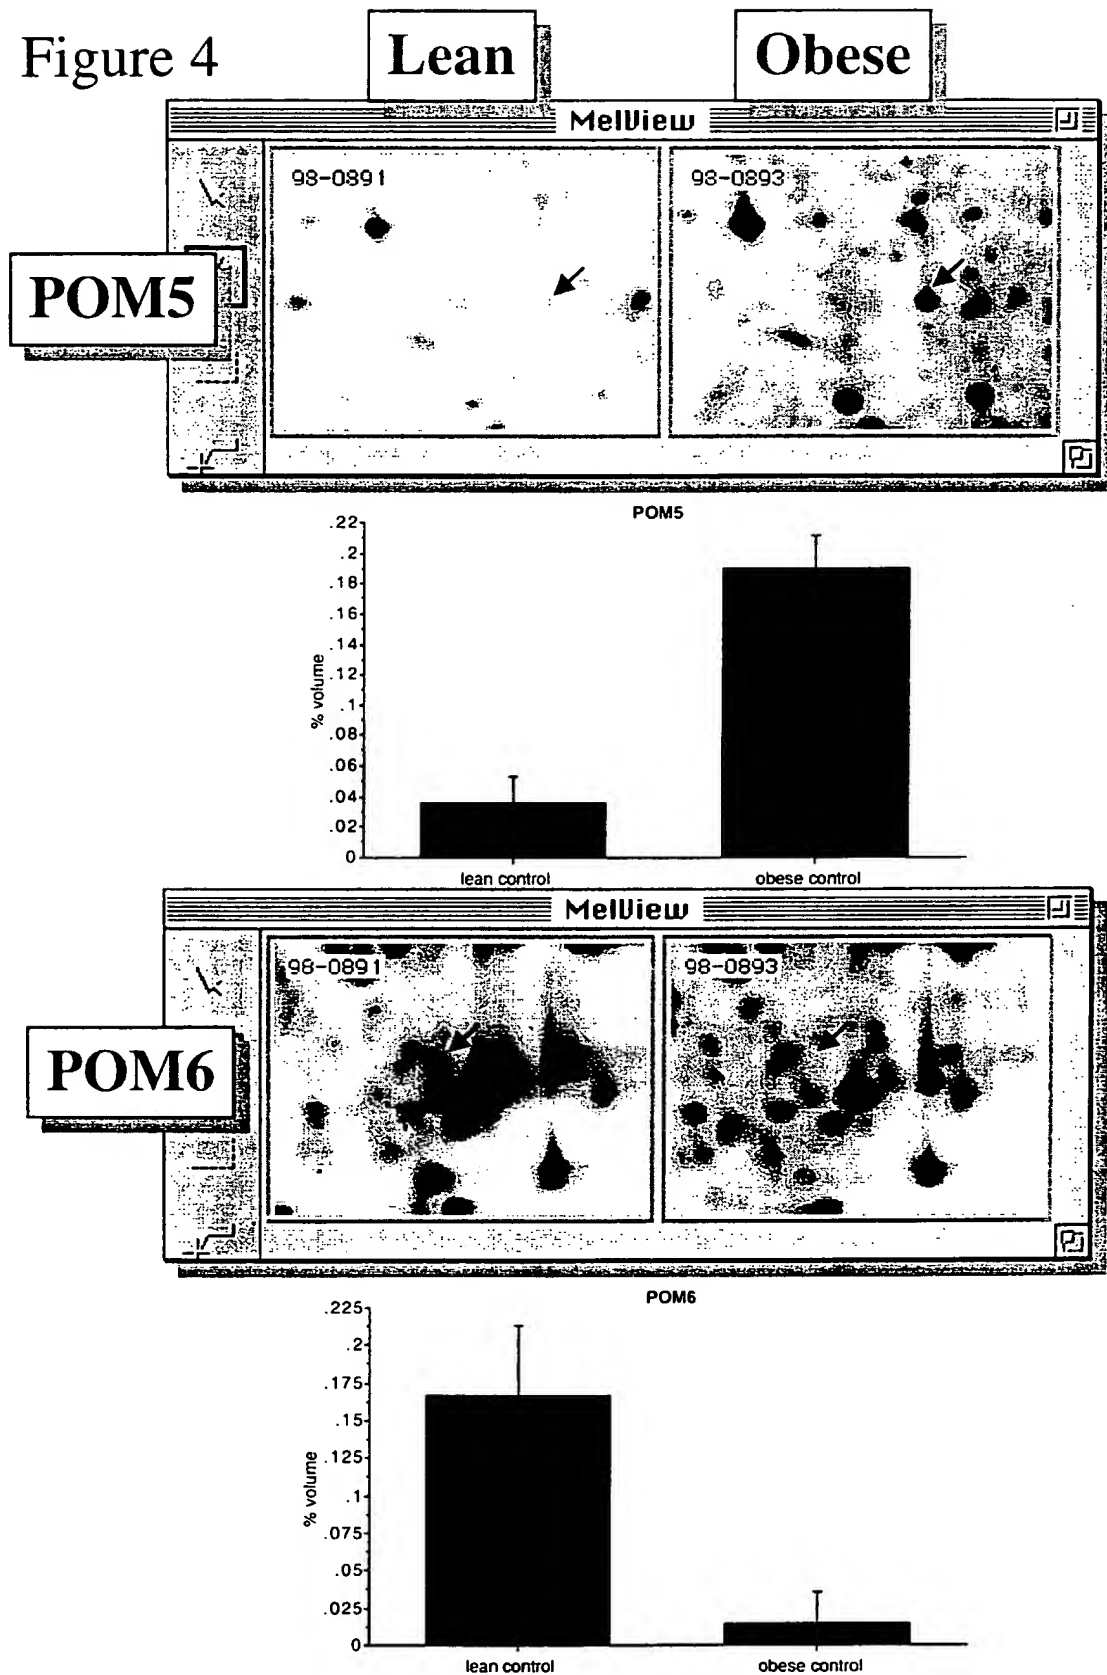 Figure 4
Lean
Obese
MelView
98-0891
98-0893
POM5
POM5
.22
.2
.18
.16
.14
.12
.1
.08
.06
.04
.02
0
% volume
lean control
obese control
MelView
98-0891
98-0893
POM6
POM6
.225
.2
.175
.15
.125
.1
.075
.05
.025
0
% volume
lean control
obese control